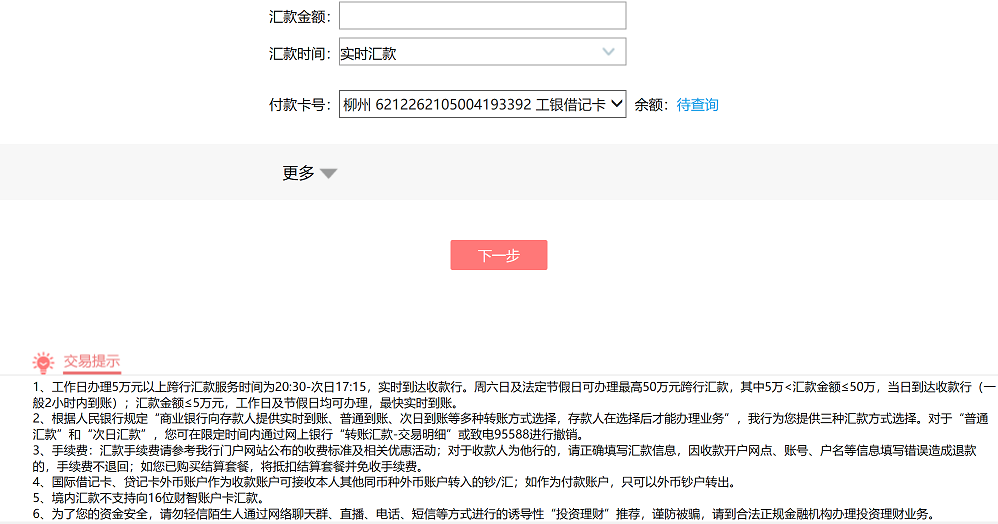 汇款金额：
汇款时间： 实时汇款
付款卡号： 柳州 6212262105004193392 工银借记卡 余额： 待查询
更多
下一步
交易提示
1、工作日办理5万元以上跨行汇款服务时间为20:30-次日17:15，实时到达收款行。周六日及法定节假日可办理最高50万元跨行汇款，其中5万<汇款金额≤50万，当日到达收款行（一
般2小时内到账）；汇款金额≤5万元，工作日及节假日均可办理，最快实时到账。
2、根据人民银行规定“商业银行向存款人提供实时到账、普通到账、次日到账等多种转账方式选择，存款人在选择后才能办理业务”，我行为您提供三种汇款方式选择。对于“普通
汇款”和“次日汇款”，您可在限定时间内通过网上银行“转账汇款-交易明细”或致电95588进行撤销。
3、手续费：汇款手续费请参考我行门户网站公布的收费标准及相关优惠活动；对于收款人为他行的，请正确填写汇款信息，因收款开户网点、账号、户名等信息填写错误造成退款
的，手续费不退回；如您已购买结算套餐，将抵扣结算套餐并免收手续费。
4、国际借记卡、贷记卡外币账户作为收款账户可接收本人其他同币种外币账户转入的钞/汇；如作为付款账户，只可以外币钞户转出。
5、境内汇款不支持向16位财智账户卡汇款。
6、为了您的资金安全，请勿轻信陌生人通过网络聊天群、直播、电话、短信等方式进行的诱导性“投资理财”推荐，谨防被骗，请到合法正规金融机构办理投资理财业务。